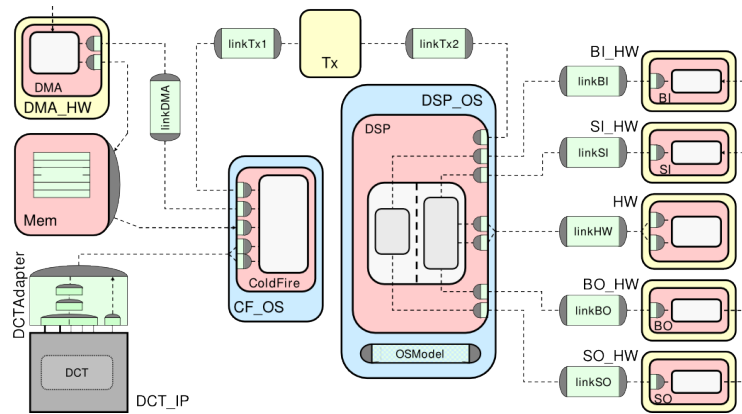 DMA
DMA_HW
linkDMA
linkTx1
Tx
linkTx2
Mem
DCTAdapter
DCT
DCT_IP
ColdFire
CF_OS
DSP_OS
DSP
OSModel
BI_HW
linkBI
BI
SI_HW
linkSI
SI
HW
linkHW
BO_HW
linkBO
BO
SO_HW
linkSO
SO